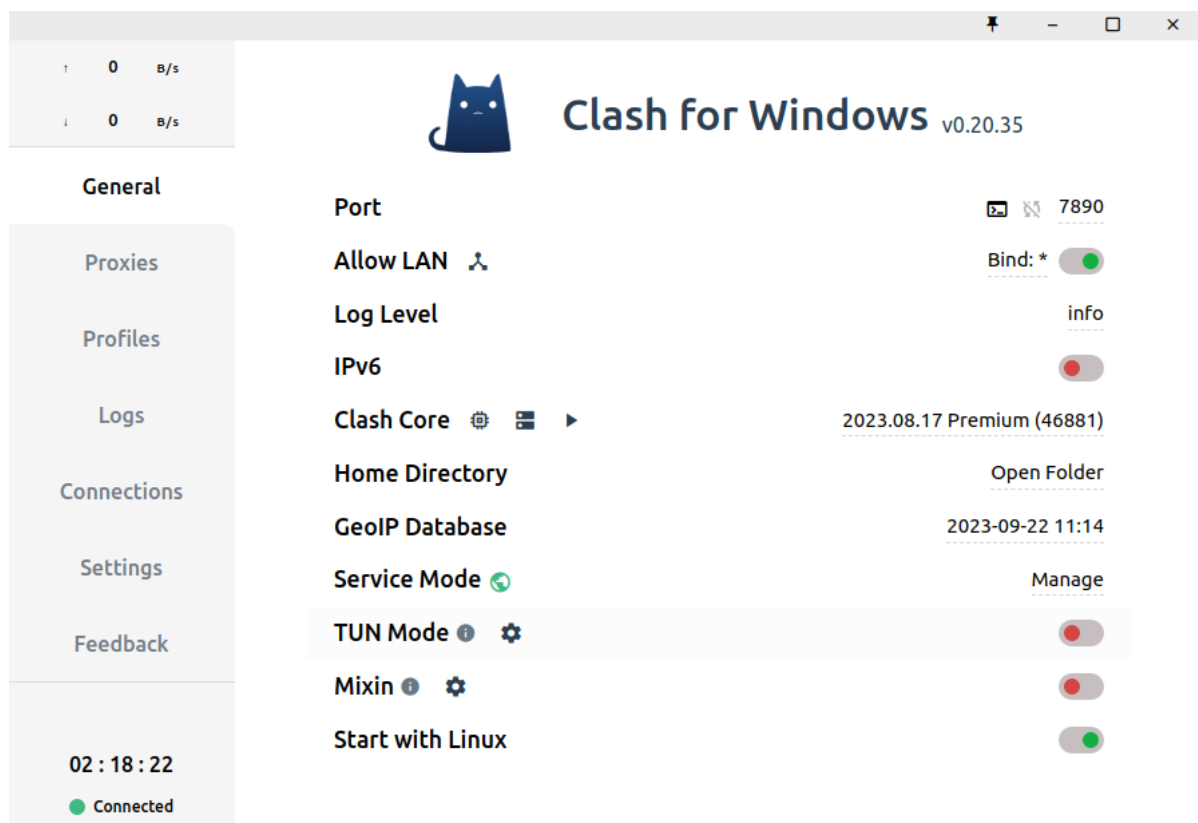 ↑ 0 B/s
↓ 0 B/s
General
Proxies
Profiles
Logs
Connections
Settings
Feedback
02 : 18 : 22
Connected
Clash for Windows v0.20.35
Port 7890
Allow LAN Bind: *
Log Level info
IPv6
Clash Core 2023.08.17 Premium (46881)
Home Directory Open Folder
GeoIP Database 2023-09-22 11:14
Service Mode Manage
TUN Mode
Mixin
Start with Linux